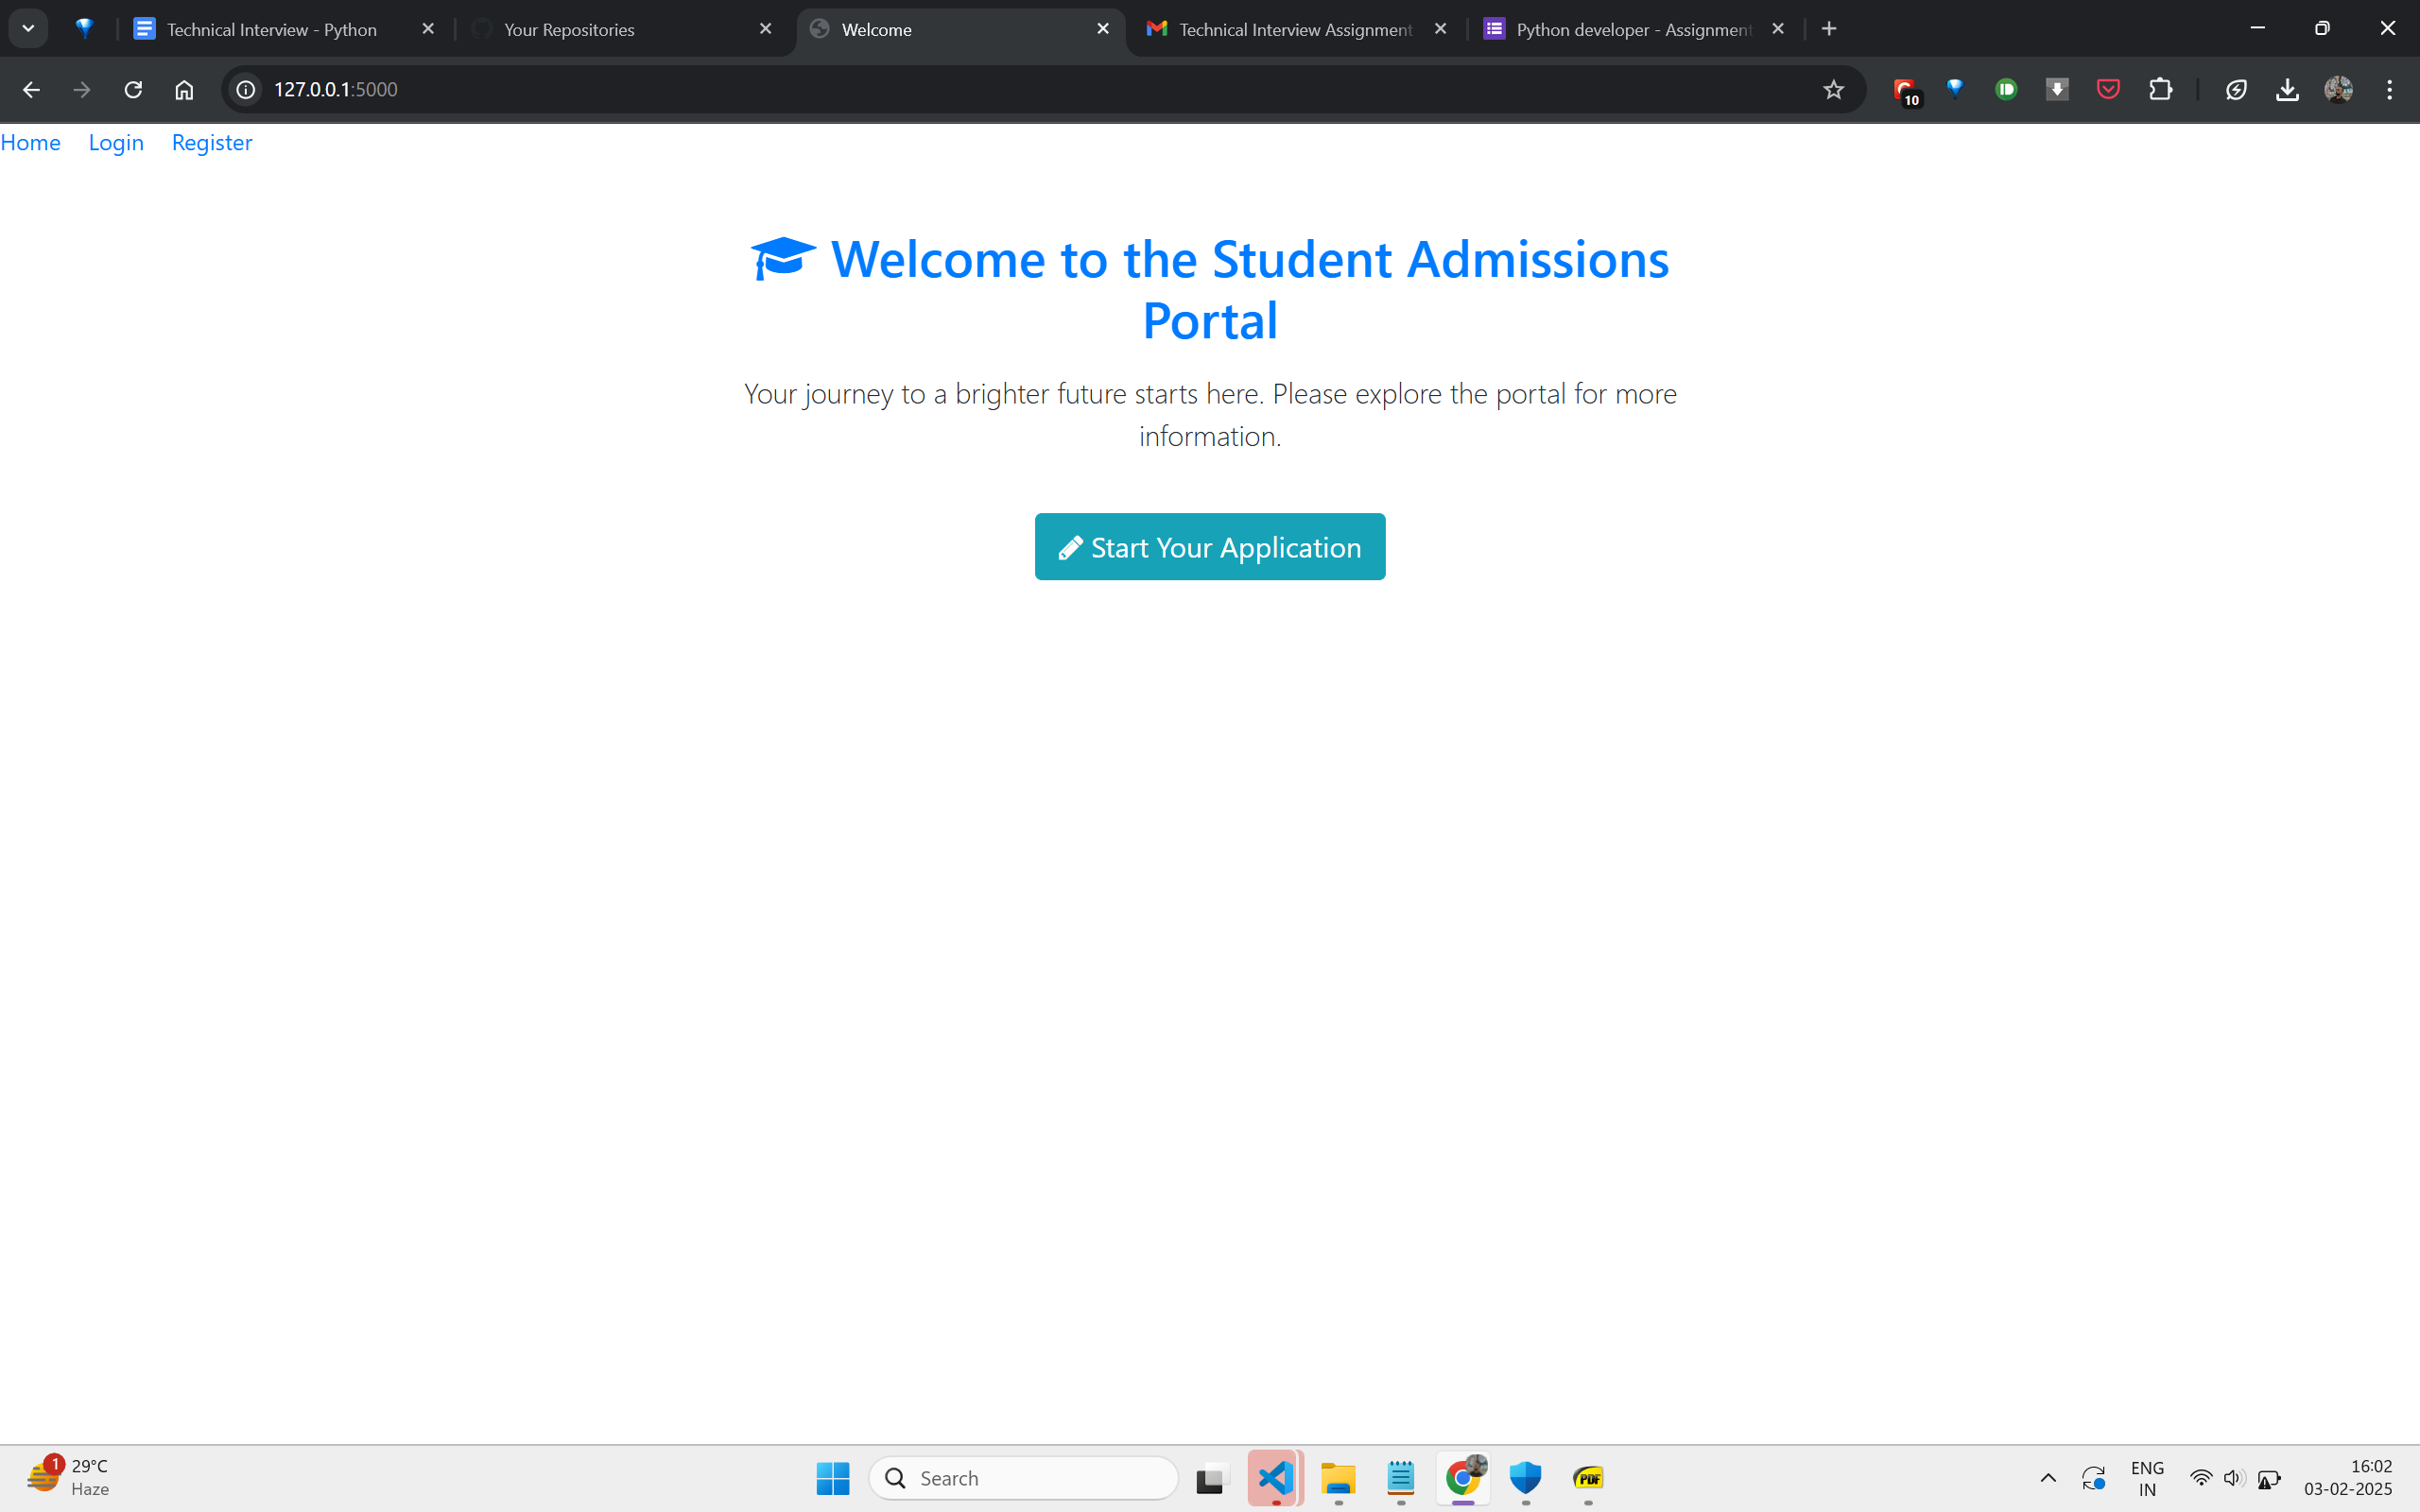 Technical Interview - Python
Your Repositories
Welcome
Technical Interview Assignment
Python developer - Assignment
127.0.0.1:5000
10
Home Login Register
Welcome to the Student Admissions
Portal
Your journey to a brighter future starts here. Please explore the portal for more
information.
Start Your Application
1
29°C
Haze
Search
PDF
ENG
IN
16:02
03-02-2025